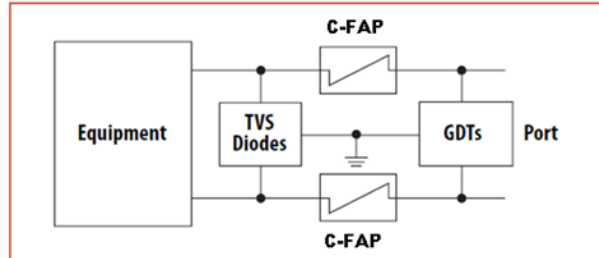 C-FAP
Equipment
TVS
Diodes
GDTs
Port
C-FAP